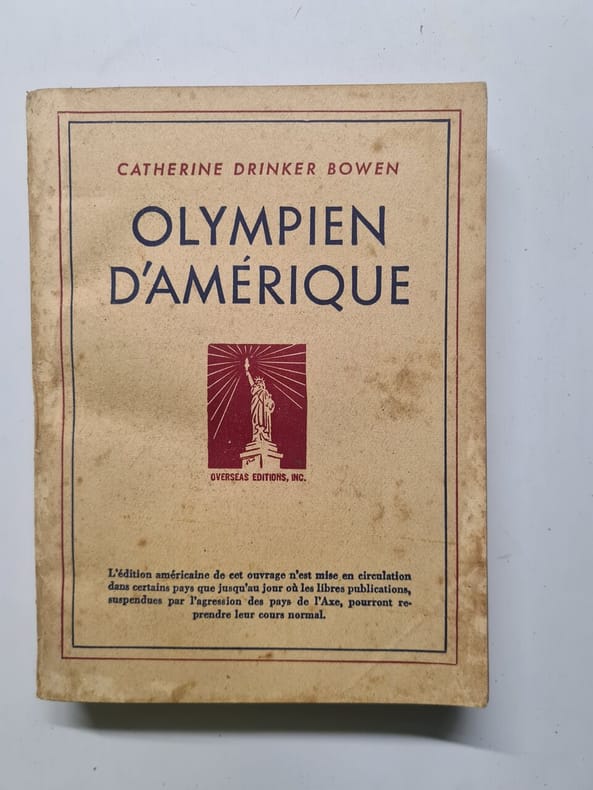 CATHERINE DRINKER BOWEN
OLYMPIEN
D'AMÉRIQUE
OVERSEAS EDITIONS, INC.
L'édition américaine de cet ouvrage n'est mise en circulation
dans certains pays que jusqu'au jour où les libres publications,
suspendues par l'agression des pays de l'Axe, pourront re-
prendre leur cours normal.